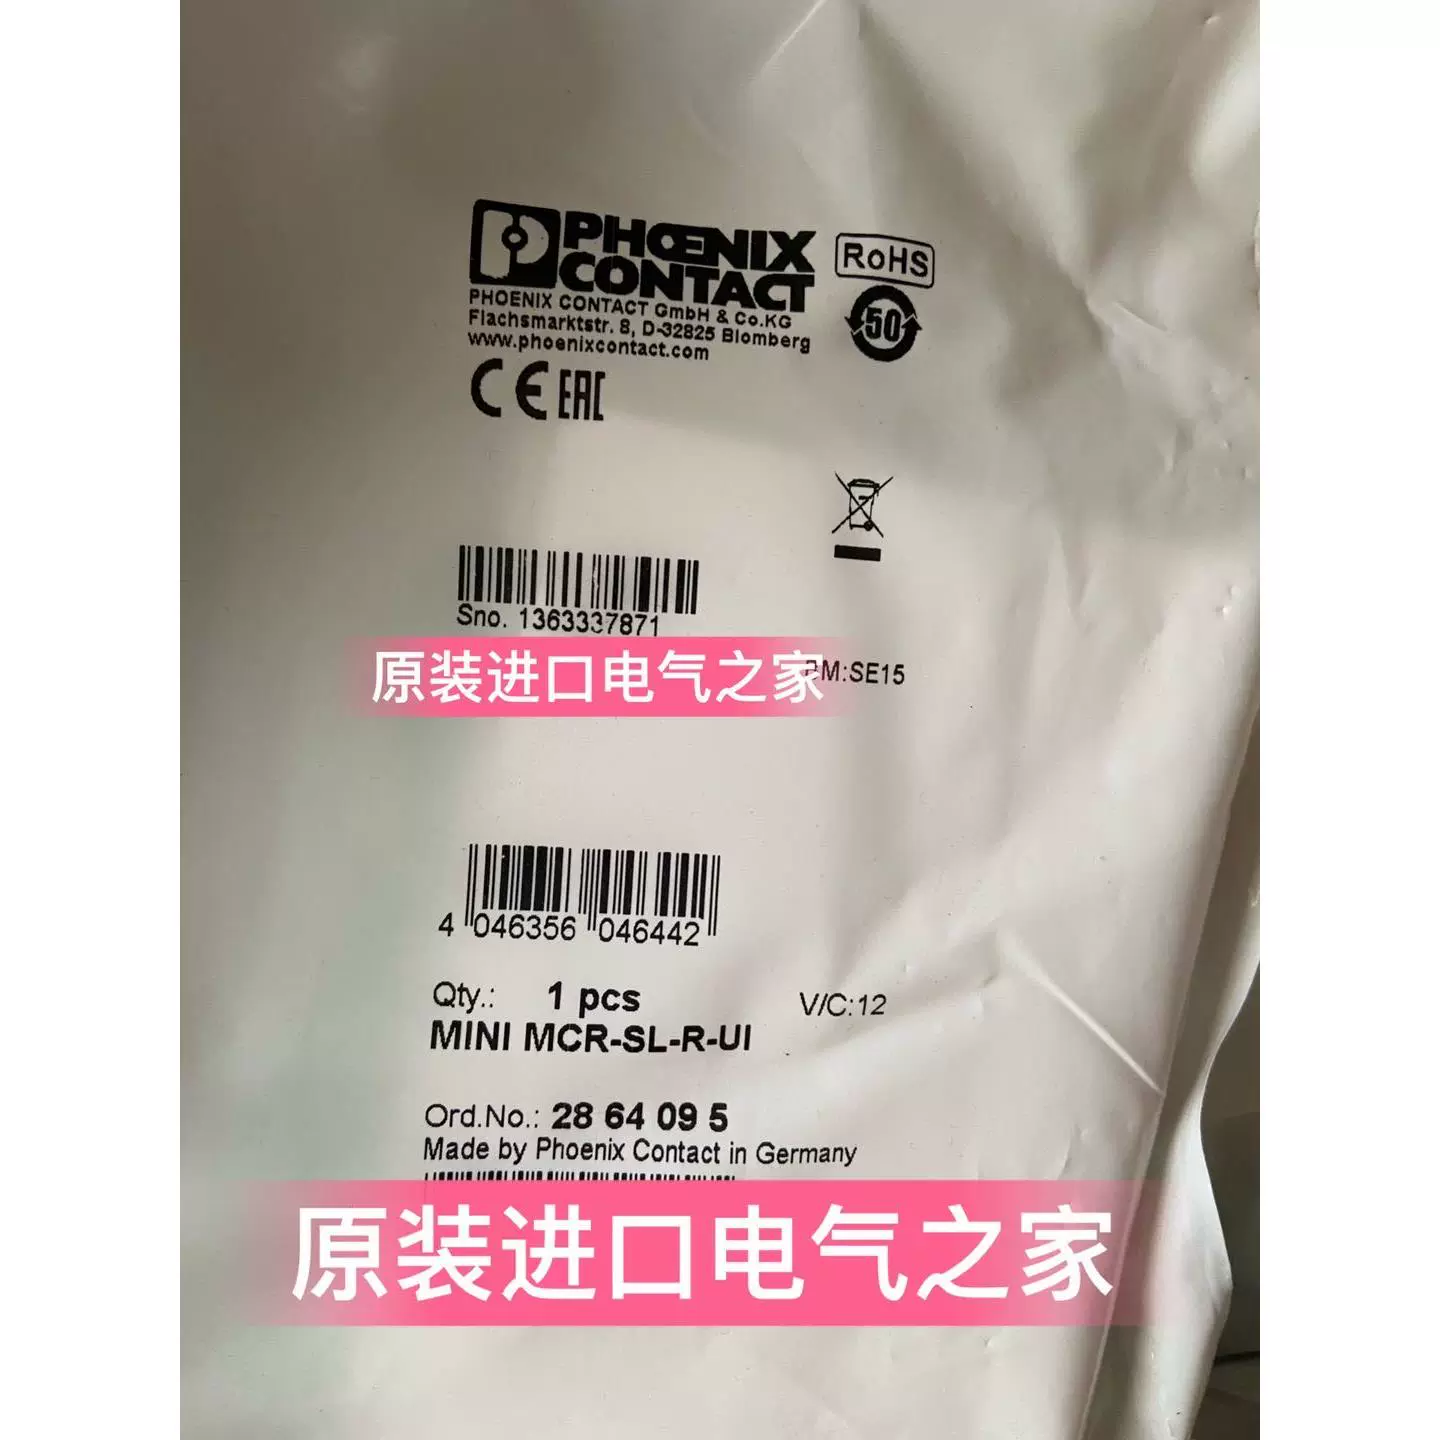 PHOENIX
CONTACT
RoHS
PHOENIX CONTACT GmbH & Co.KG
Flachsmarktstr. 8, D-32825 Blomberg
www.phoenixcontact.com
50
CE EAC
Sno. 1363337871
原装进口电气之家
PM:SE15
4 046356 046442
Qty.: 1 pcs
V/C:12
MINI MCR-SL-R-UI
Ord.No.: 28 64 09 5
Made by Phoenix Contact in Germany
原装进口电气之家